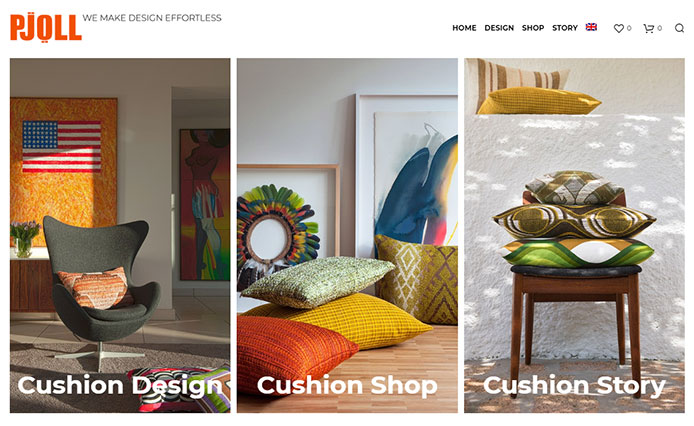 PJOLL
WE MAKE DESIGN EFFORTLESS
HOME DESIGN SHOP STORY 0 0
Cushion Design
Cushion Shop
Cushion Story